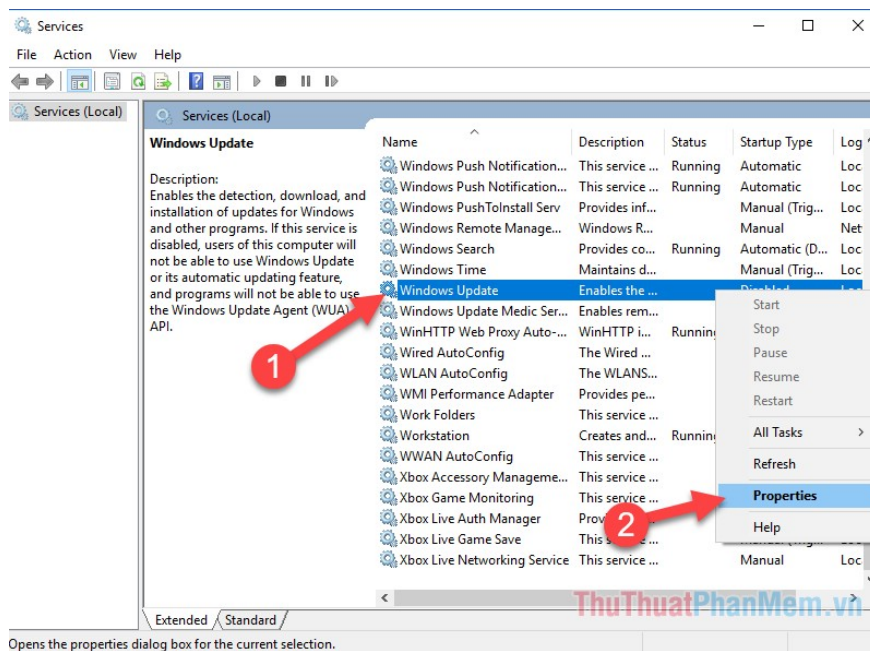 Services
File Action View Help
Services (Local)
Services (Local)
Windows Update
Description:
Enables the detection, download, and
installation of updates for Windows
and other programs. If this service is
disabled, users of this computer will
not be able to use Windows Update
or its automatic updating feature,
and programs will not be able to use
the Windows Update Agent (WUA)
API.
Name Description Status Startup Type Log
Windows Push Notification... This service ... Running Automatic Loc
Windows Push Notification... This service ... Running Automatic Loc
Windows PushToInstall Serv Provides inf... Manual (Trig... Loc
Windows Remote Manage... Windows R... Manual Net
Windows Search Provides co... Running Automatic (D... Loc
Windows Time Maintains d... Manual (Trig... Loc
Windows Update Enables the ... Disabled
Windows Update Medic Ser... Enables rem...
WinHTTP Web Proxy Auto-... WinHTTP i... Runnin
Wired AutoConfig The Wired ...
WLAN AutoConfig The WLANS...
WMI Performance Adapter Provides pe...
Work Folders This service ...
Workstation Creates and... Runnin
WWAN AutoConfig This service ...
Xbox Accessory Manageme... This service ...
Xbox Game Monitoring This service ...
Xbox Live Auth Manager
Xbox Live Game Save
Xbox Live Networking Service This service ... Manual Loc
Start
Stop
Pause
Resume
Restart
All Tasks
Refresh
Properties
Help
1
2
ThuThuatPhanMem.vn
Extended Standard
Opens the properties dialog box for the current selection.